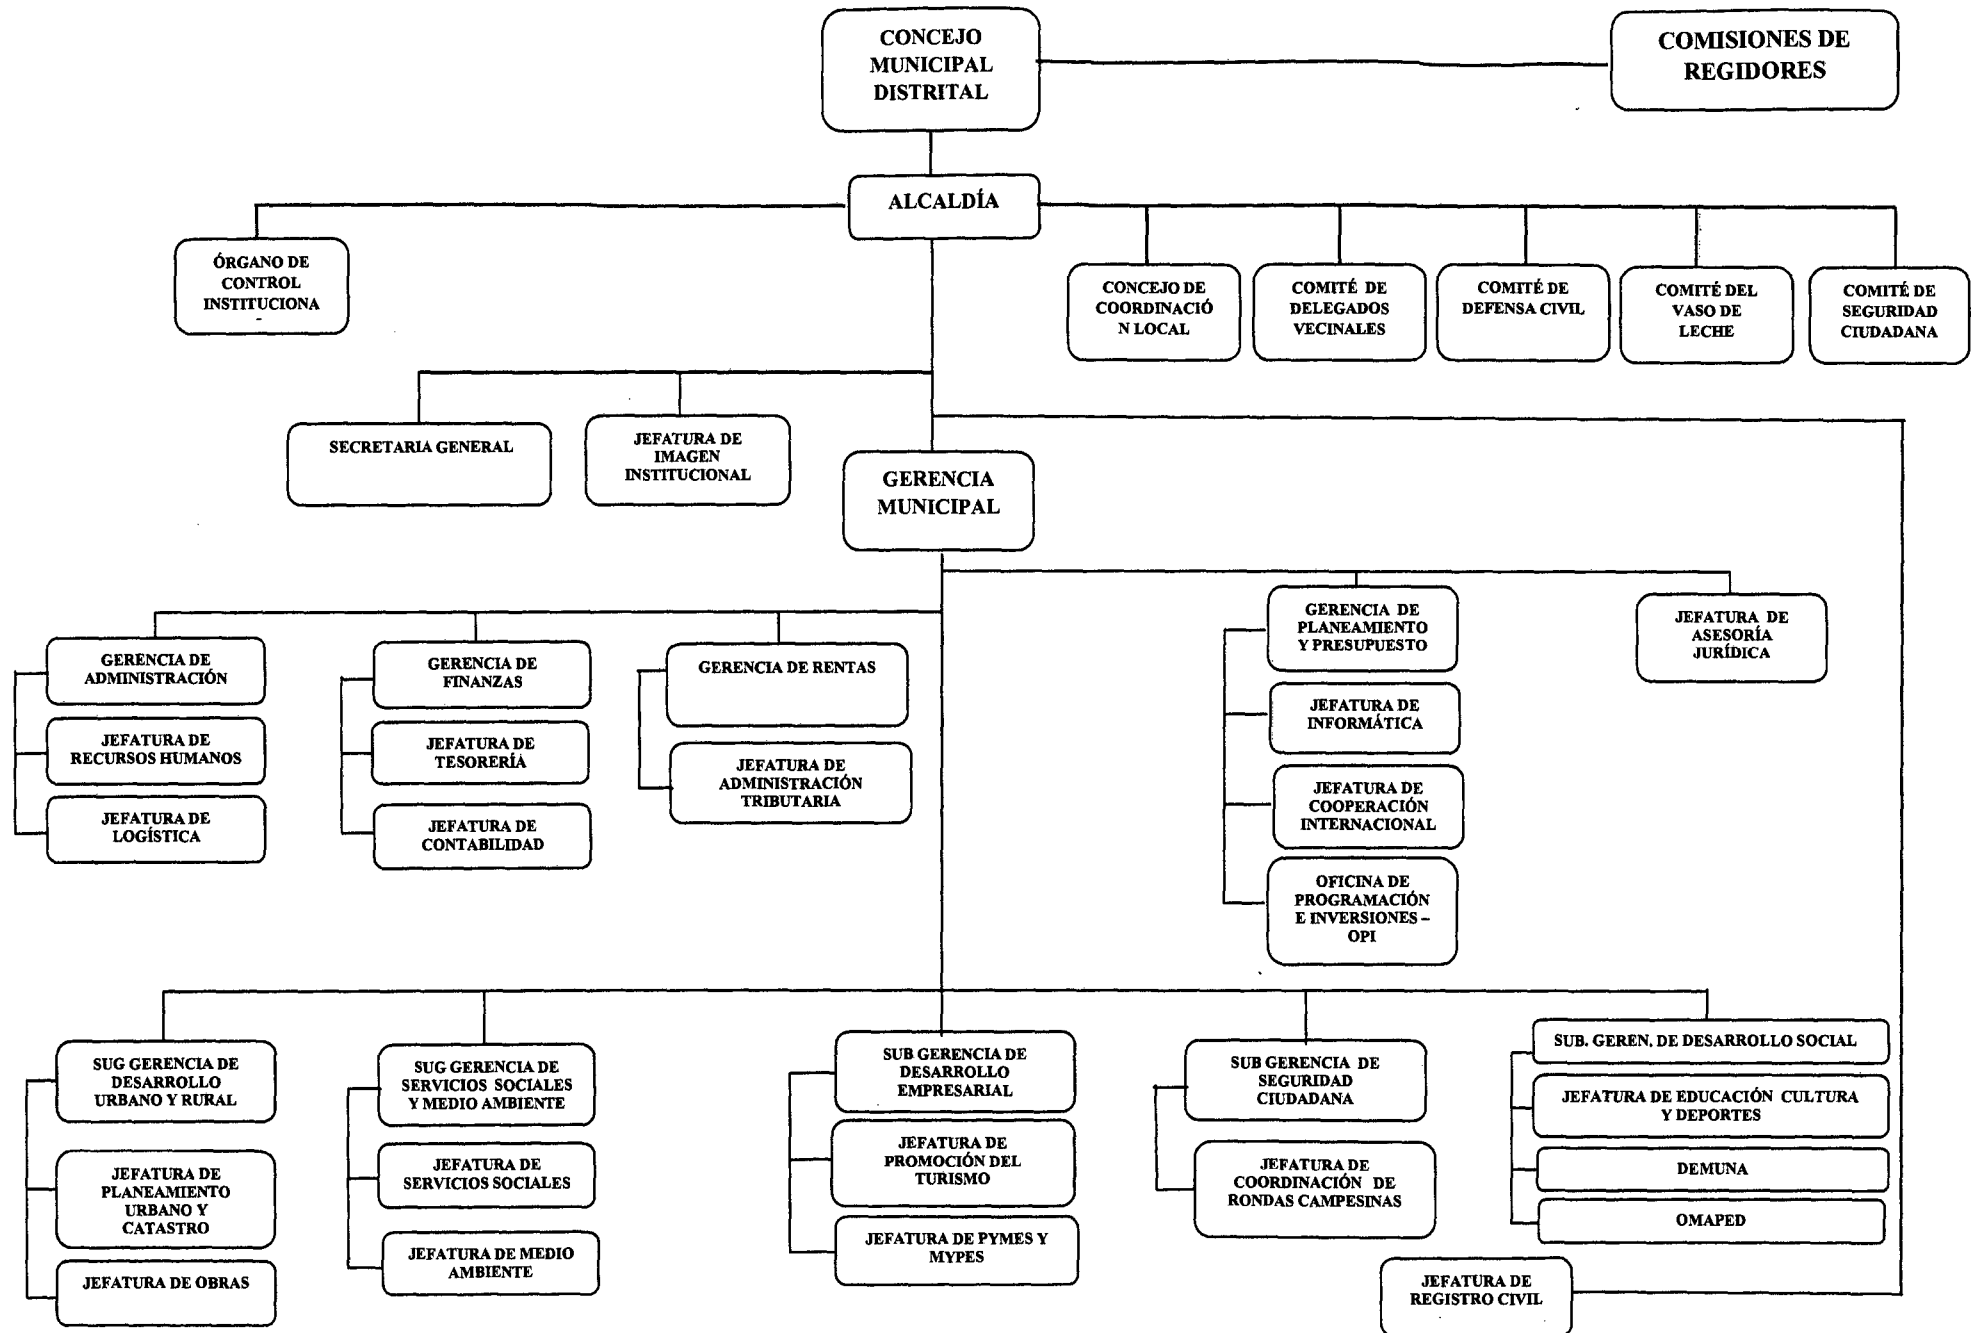 CONCEJO
MUNICIPAL
DISTRITAL
COMISIONES DE
REGIDORES
ALCALDÍA
ÓRGANO DE
CONTROL
INSTITUCIONA
CONCEJO DE
COORDINACIÓ
N LOCAL
COMITÉ DE
DELEGADOS
VECINALES
COMITÉ DE
DEFENSA CIVIL
COMITÉ DEL
VASO DE
LECHE
COMITÉ DE
SEGURIDAD
CIUDADANA
SECRETARIA GENERAL
JEFATURA DE
IMAGEN
INSTITUCIONAL
GERENCIA
MUNICIPAL
GERENCIA DE
ADMINISTRACIÓN
JEFATURA DE
RECURSOS HUMANOS
JEFATURA DE
LOGÍSTICA
GERENCIA DE
FINANZAS
JEFATURA DE
TESORERÍA
JEFATURA DE
CONTABILIDAD
GERENCIA DE RENTAS
JEFATURA DE
ADMINISTRACIÓN
TRIBUTARIA
GERENCIA DE
PLANEAMIENTO
Y PRESUPUESTO
JEFATURA DE
INFORMÁTICA
JEFATURA DE
COOPERACIÓN
INTERNACIONAL
OFICINA DE
PROGRAMACIÓN
E INVERSIONES –
OPI
JEFATURA DE
ASESORÍA
JURÍDICA
SUG GERENCIA DE
DESARROLLO
URBANO Y RURAL
JEFATURA DE
PLANEAMIENTO
URBANO Y
CATASTRO
JEFATURA DE OBRAS
SUG GERENCIA DE
SERVICIOS SOCIALES
Y MEDIO AMBIENTE
JEFATURA DE
SERVICIOS SOCIALES
JEFATURA DE MEDIO
AMBIENTE
SUB GERENCIA DE
DESARROLLO
EMPRESARIAL
JEFATURA DE
PROMOCIÓN DEL
TURISMO
JEFATURA DE PYMES Y
MYPES
SUB GERENCIA DE
SEGURIDAD
CIUDADANA
JEFATURA DE
COORDINACIÓN DE
RONDAS CAMPESINAS
SUB. GEREN. DE DESARROLLO SOCIAL
JEFATURA DE EDUCACIÓN CULTURA
Y DEPORTES
DEMUNA
OMAPED
JEFATURA DE
REGISTRO CIVIL